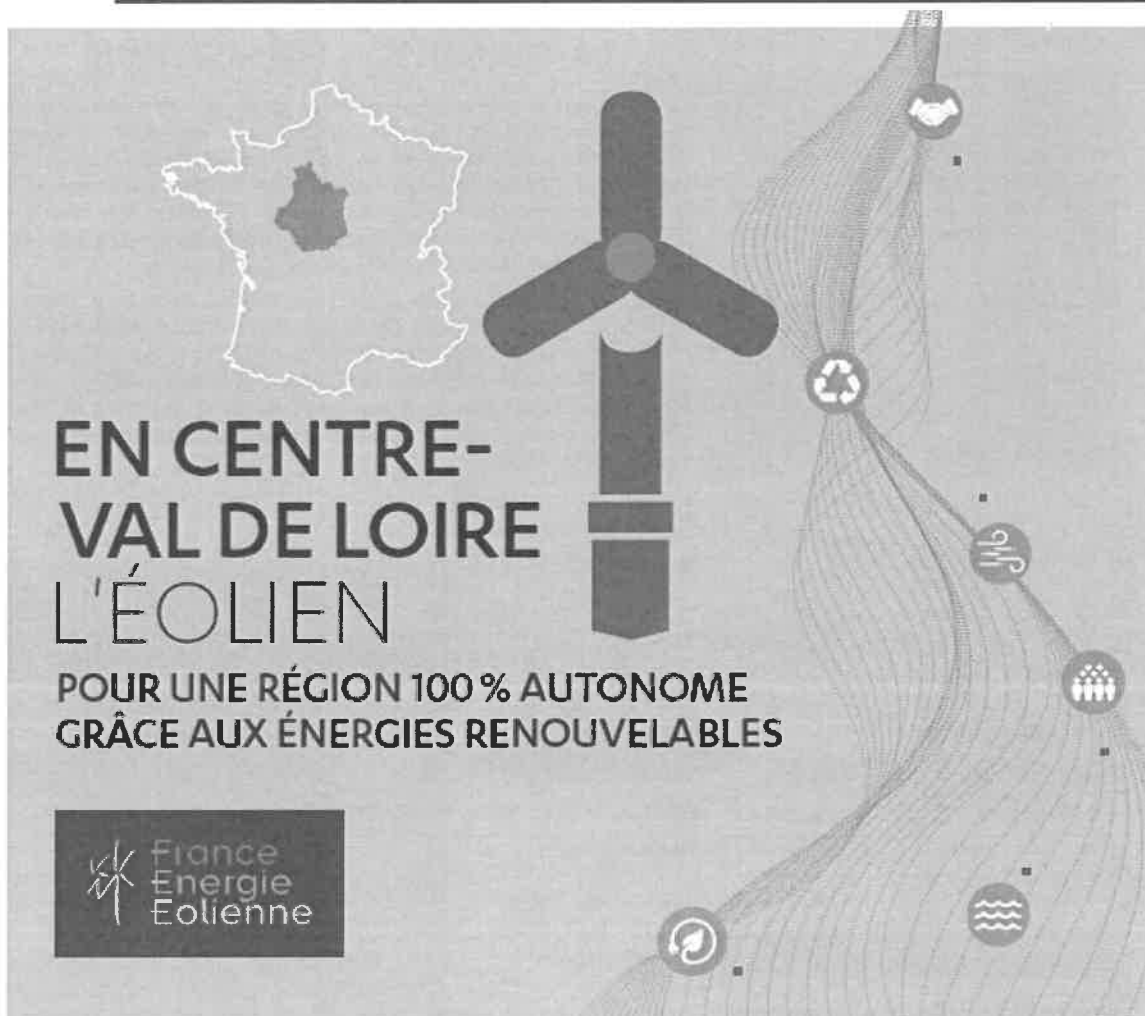 EN CENTRE-
VAL DE LOIRE
L'ÉOLIEN
POUR UNE RÉGION 100 % AUTONOME
GRÂCE AUX ÉNERGIES RENOUVELABLES
France
Energie
Eolienne